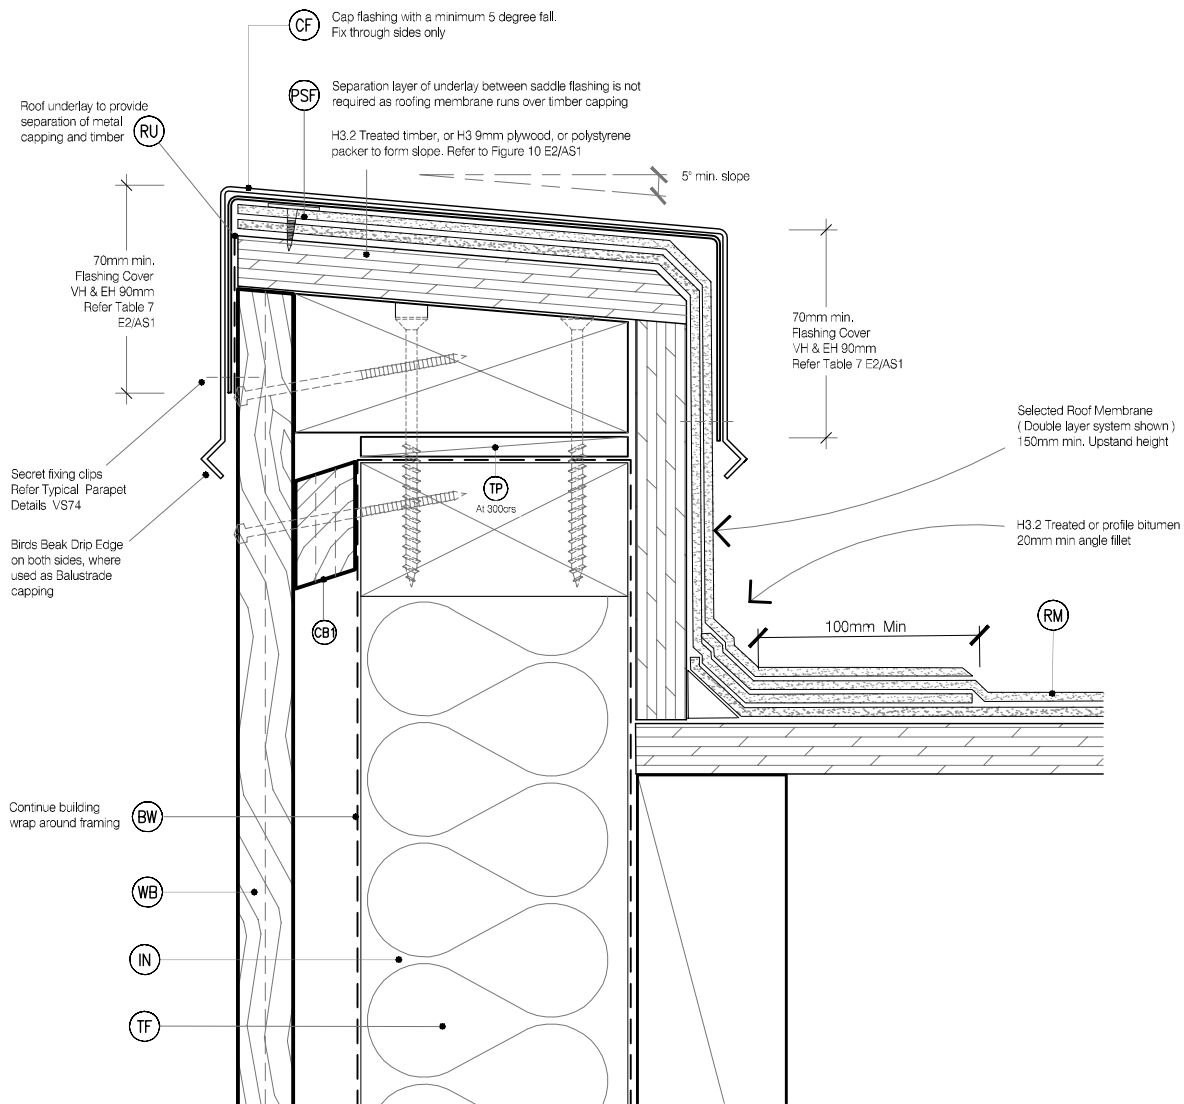 CF
Cap flashing with a minimum 5 degree fall.
Fix through sides only
PSF
Separation layer of underlay between saddle flashing is not
required as roofing membrane runs over timber capping
Roof underlay to provide
separation of metal
capping and timber
RU
H3.2 Treated timber, or H3 9mm plywood, or polystyrene
packer to form slope. Refer to Figure 10 E2/AS1
5° min. slope
70mm min.
Flashing Cover
VH & EH 90mm
Refer Table 7
E2/AS1
70mm min.
Flashing Cover
VH & EH 90mm
Refer Table 7 E2/AS1
Selected Roof Membrane
( Double layer system shown )
150mm min. Upstand height
Secret fixing clips
Refer Typical Parapet
Details VS74
TP
At 300crs
H3.2 Treated or profile bitumen
20mm min angle fillet
Birds Beak Drip Edge
on both sides, where
used as Balustrade
capping
CB1
100mm Min
RM
Continue building
wrap around framing
BW
WB
IN
TF